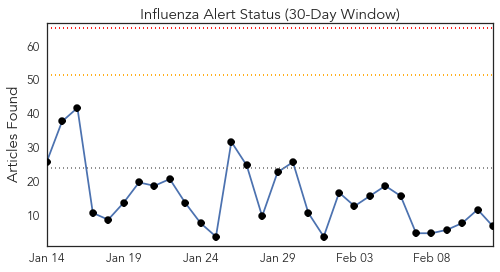 Influenza Alert Status (30-Day Window)
Articles Found
60
50
40
30
20
10
Jan 14 Jan 19 Jan 24 Jan 29 Feb 03 Feb 08